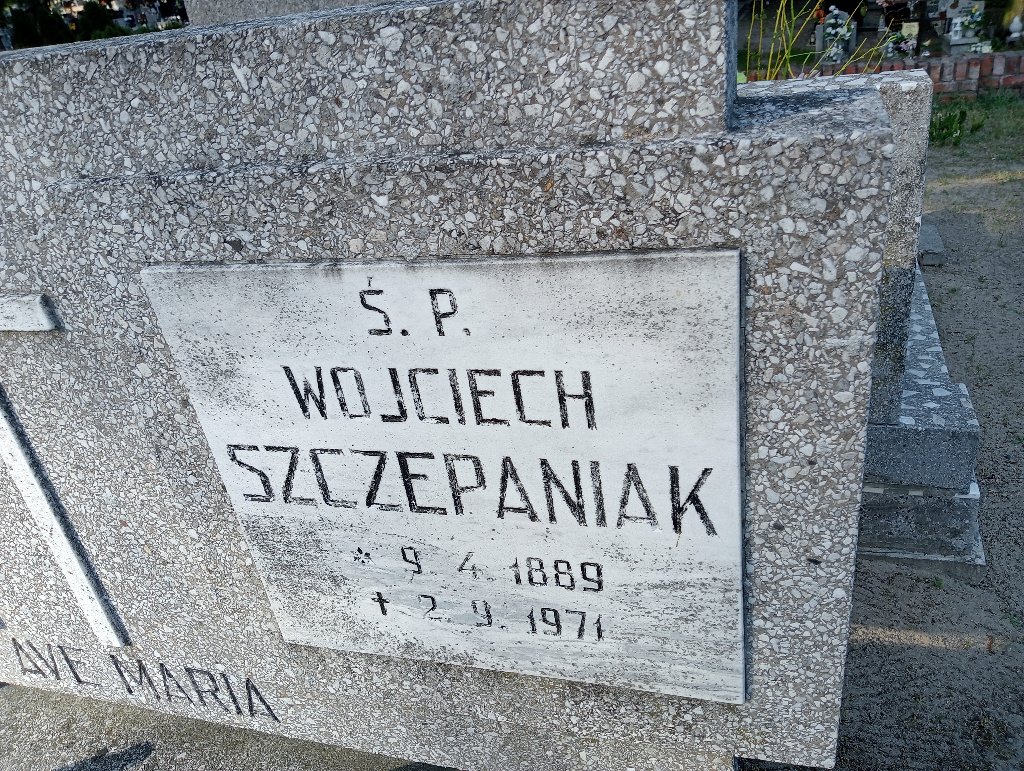 Ś. P.
WOJCIECH
SZCZEPANIAK
* 9 4. 1889
† 2 9. 1971
AVE MARIA